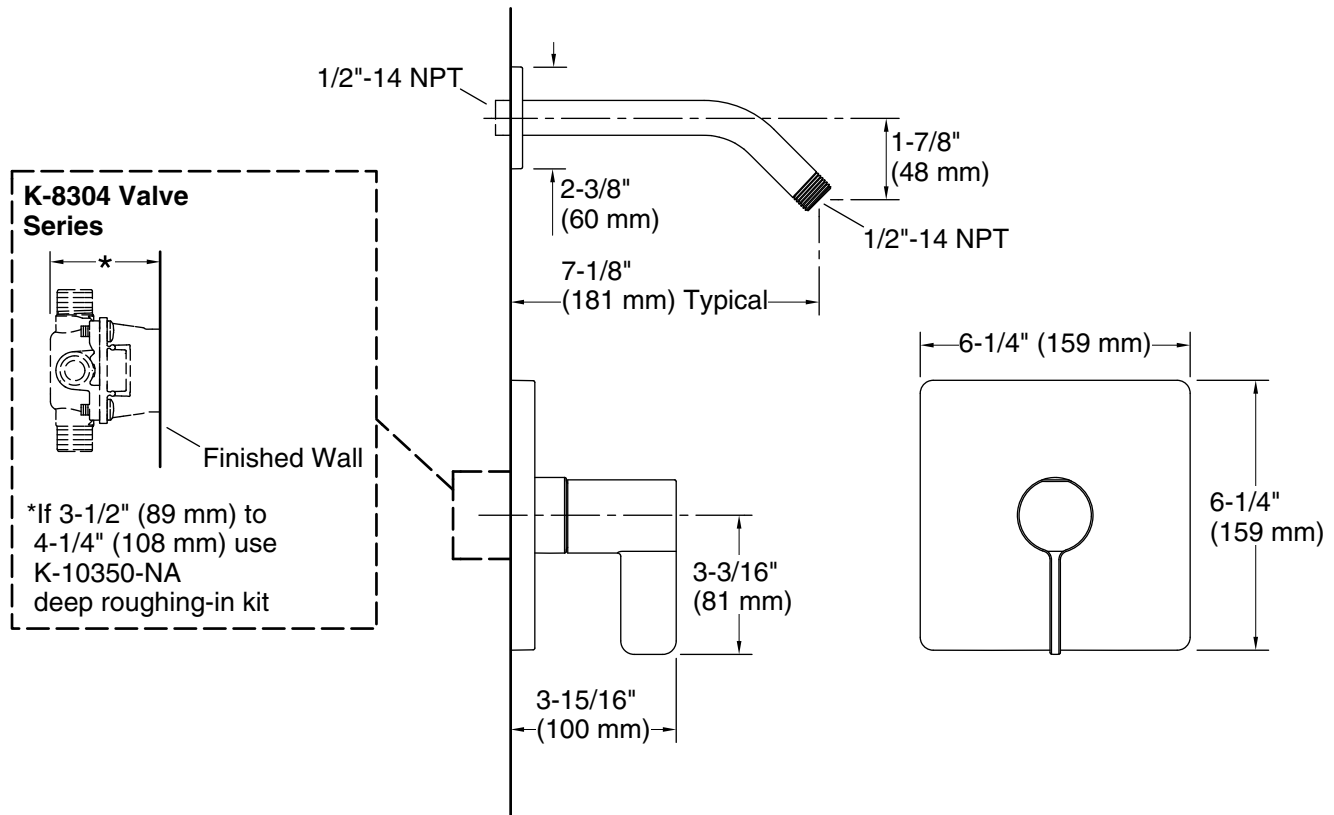 1/2"-14 NPT
1-7/8"
(48 mm)
2-3/8"
(60 mm)
1/2"-14 NPT
7-1/8"
(181 mm) Typical
K-8304 Valve
Series
*
Finished Wall
*If 3-1/2" (89 mm) to
4-1/4" (108 mm) use
K-10350-NA
deep roughing-in kit
3-3/16"
(81 mm)
3-15/16"
(100 mm)
6-1/4" (159 mm)
6-1/4"
(159 mm)